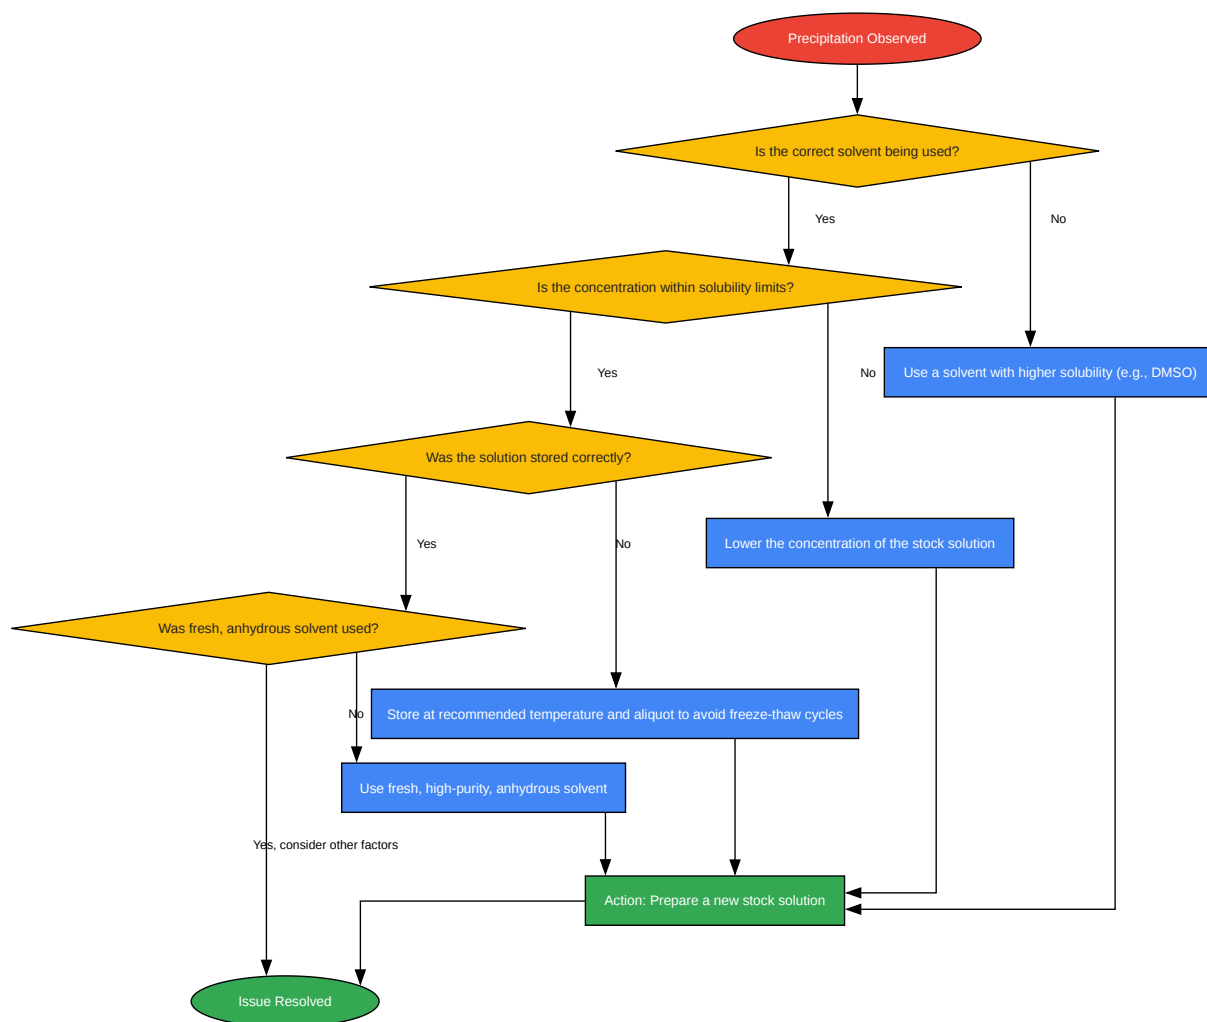 Precipitation Observed
Is the correct solvent being used?
Yes
No
Is the concentration within solubility limits?
Yes
No
Use a solvent with higher solubility (e.g., DMSO)
Was the solution stored correctly?
Yes
No
Lower the concentration of the stock solution
Was fresh, anhydrous solvent used?
No
Store at recommended temperature and aliquot to avoid freeze-thaw cycles
Use fresh, high-purity, anhydrous solvent
Yes, consider other factors
Action: Prepare a new stock solution
Issue Resolved